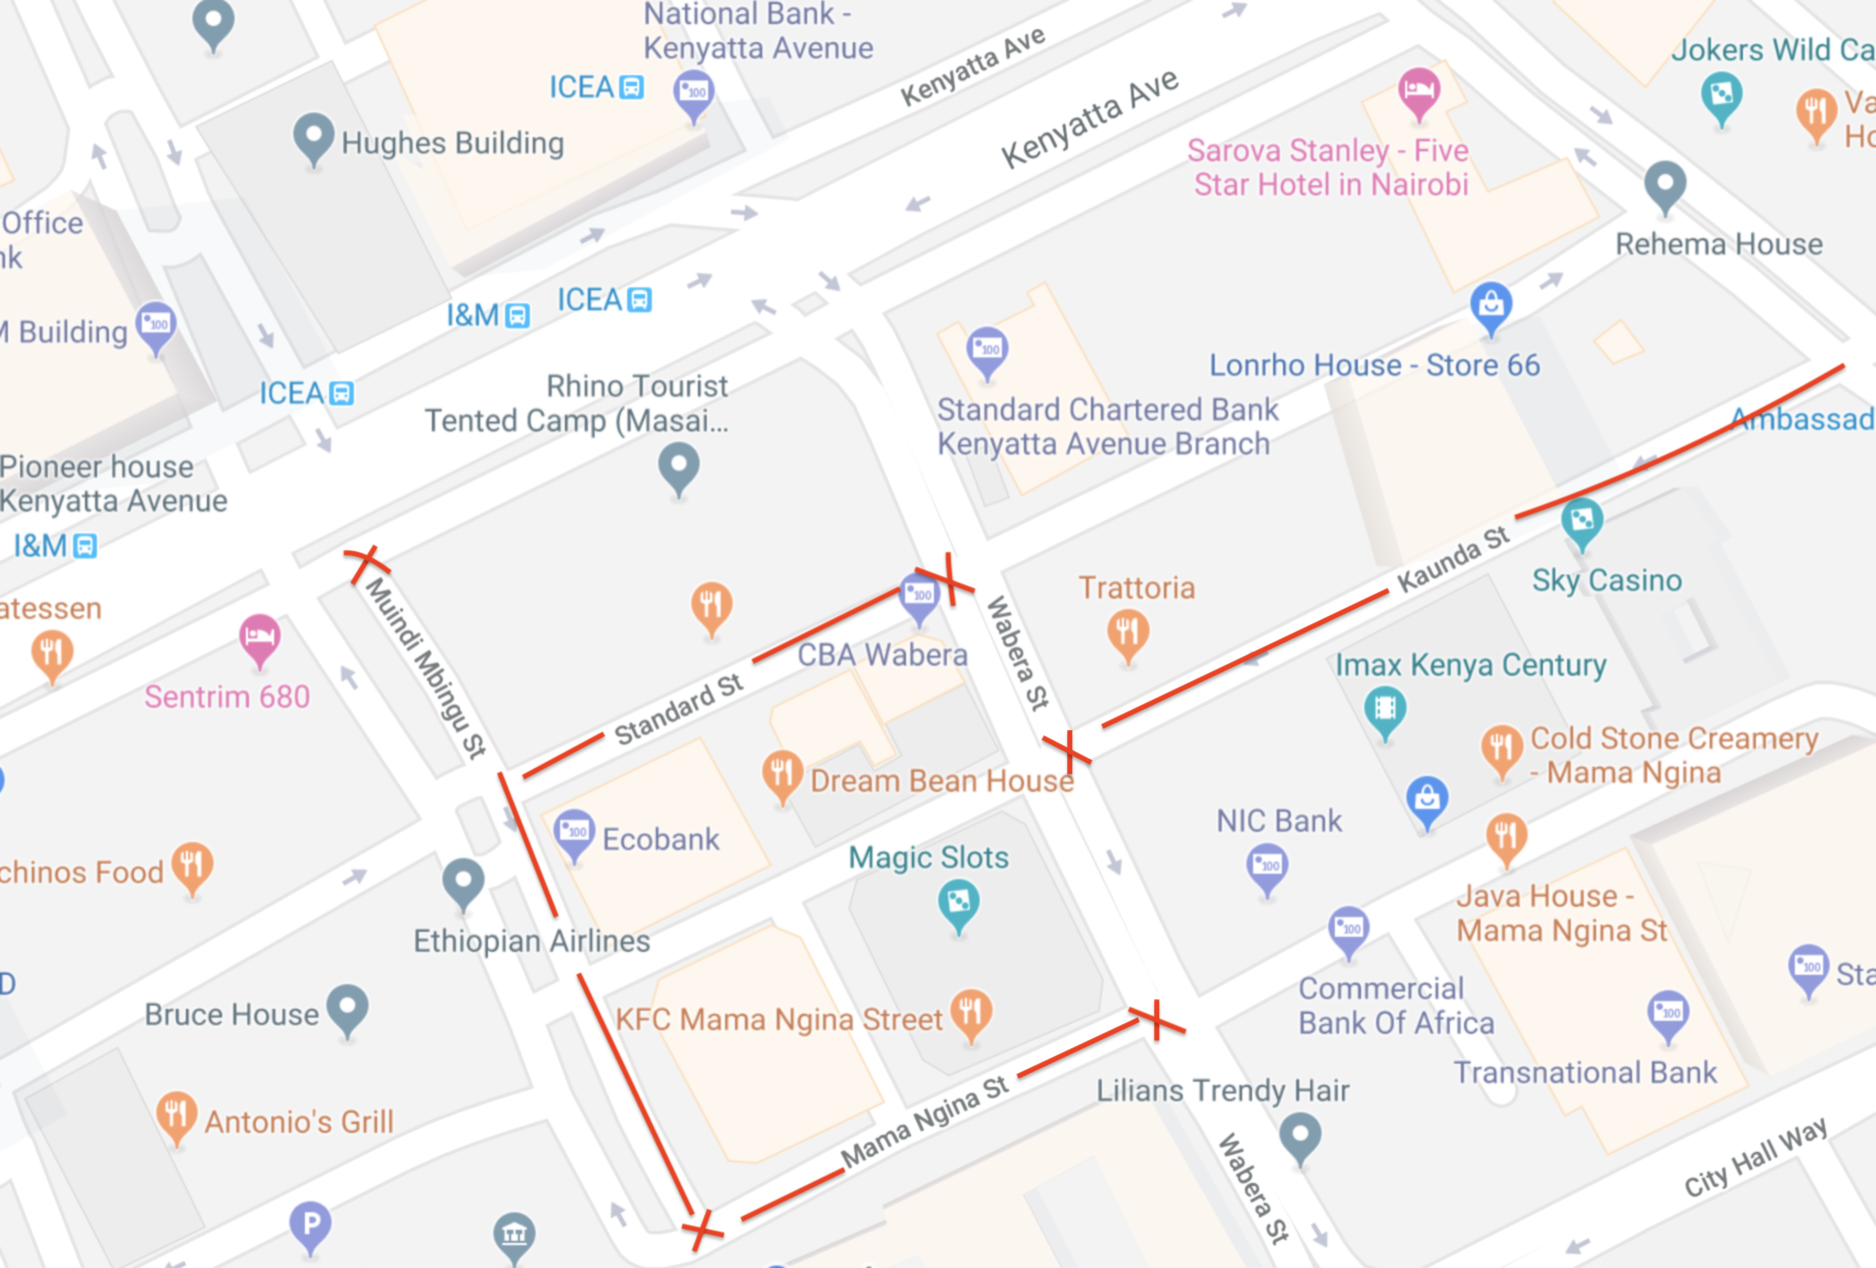 National Bank -
Kenyatta Avenue
Kenyatta Ave
Kenyatta Ave
ICEA
Hughes Building
Jokers Wild Ca
Va
Ho
Sarova Stanley - Five
Star Hotel in Nairobi
Rehema House
Office
nk
M Building
I&M
ICEA
ICEA
Rhino Tourist
Tented Camp (Masai...
Lonrho House - Store 66
Standard Chartered Bank
Kenyatta Avenue Branch
Ambassad
Pioneer house
Kenyatta Avenue
I&M
atessen
Sentrim 680
Muindi Mbingu St
CBA Wabera
Standard St
Wabera St
Trattoria
Kaunda St
Sky Casino
Imax Kenya Century
Cold Stone Creamery
- Mama Ngina
Dream Bean House
Ecobank
Magic Slots
NIC Bank
chinos Food
Ethiopian Airlines
Java House -
Mama Ngina St
D
Bruce House
KFC Mama Ngina Street
Commercial
Bank Of Africa
Sta
Transnational Bank
Antonio's Grill
Mama Ngina St
Lilians Trendy Hair
Wabera St
City Hall Way
P